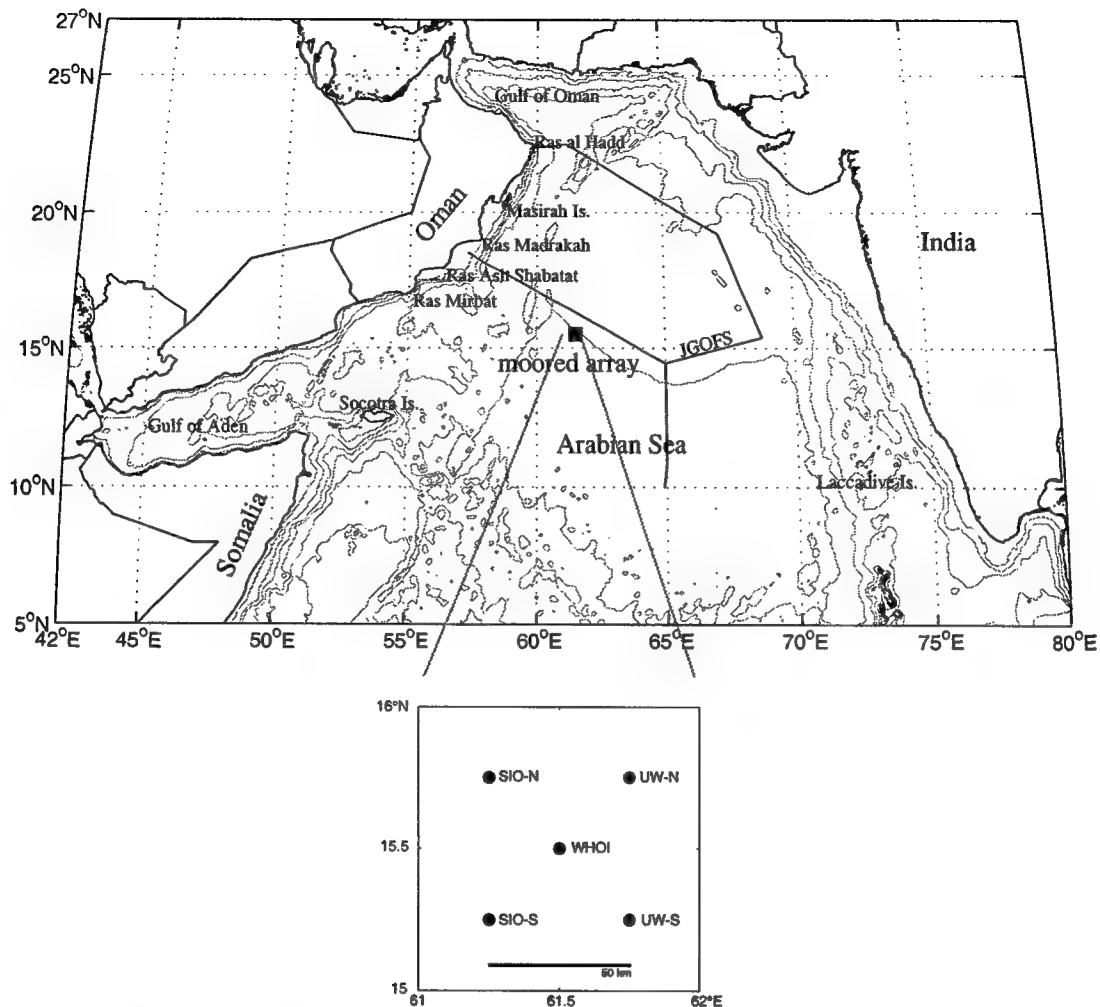 27°N
25°N
Gulf of Oman
Ras al Hadd
20°N
Oman
Masirah Is.
India
Ras Madrakah
Ras Ash Shabatat
Ras Mirbat
15°N
JGOFS
moored array
Socotra Is.
Gulf of Aden
Arabian Sea
10°N
Laccadive Is.
Somalia
5°N
42°E 45°E 50°E 55°E 60°E 65°E 70°E 75°E 80°E
16°N
SIO-N UW-N
15.5 WHOI
SIO-S UW-S
50 km
15
61 61.5 62°E